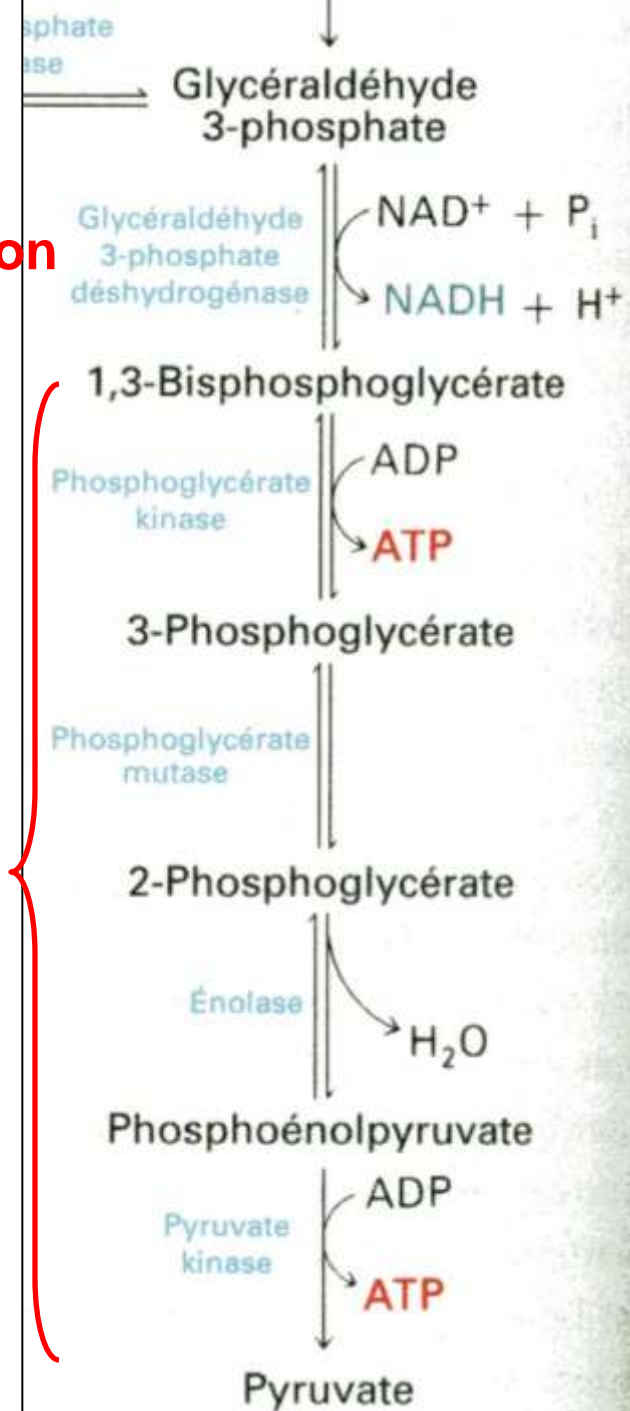 sphate
ase
Glycéraldéhyde
3-phosphate
Glycéraldéhyde
3-phosphate
déshydrogénase
on
NAD⁺ + Pᵢ
NADH + H⁺
1,3-Bisphosphoglycérate
Phosphoglycérate
kinase
ADP
ATP
3-Phosphoglycérate
Phosphoglycérate
mutase
2-Phosphoglycérate
Énolase
H₂O
Phosphoénolpyruvate
Pyruvate
kinase
ADP
ATP
Pyruvate